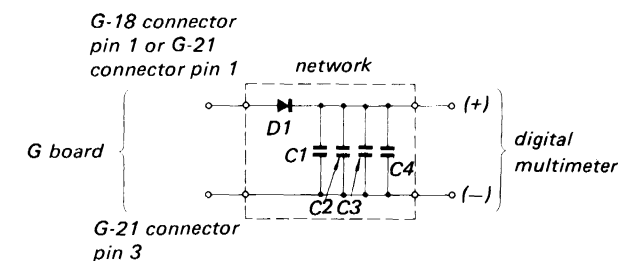 G-18 connector
pin 1 or G-21
connector pin 1
network
(+)
D1
digital
multimeter
G board
C1
C4
C2
C3
(—)
G-21 connector
pin 3